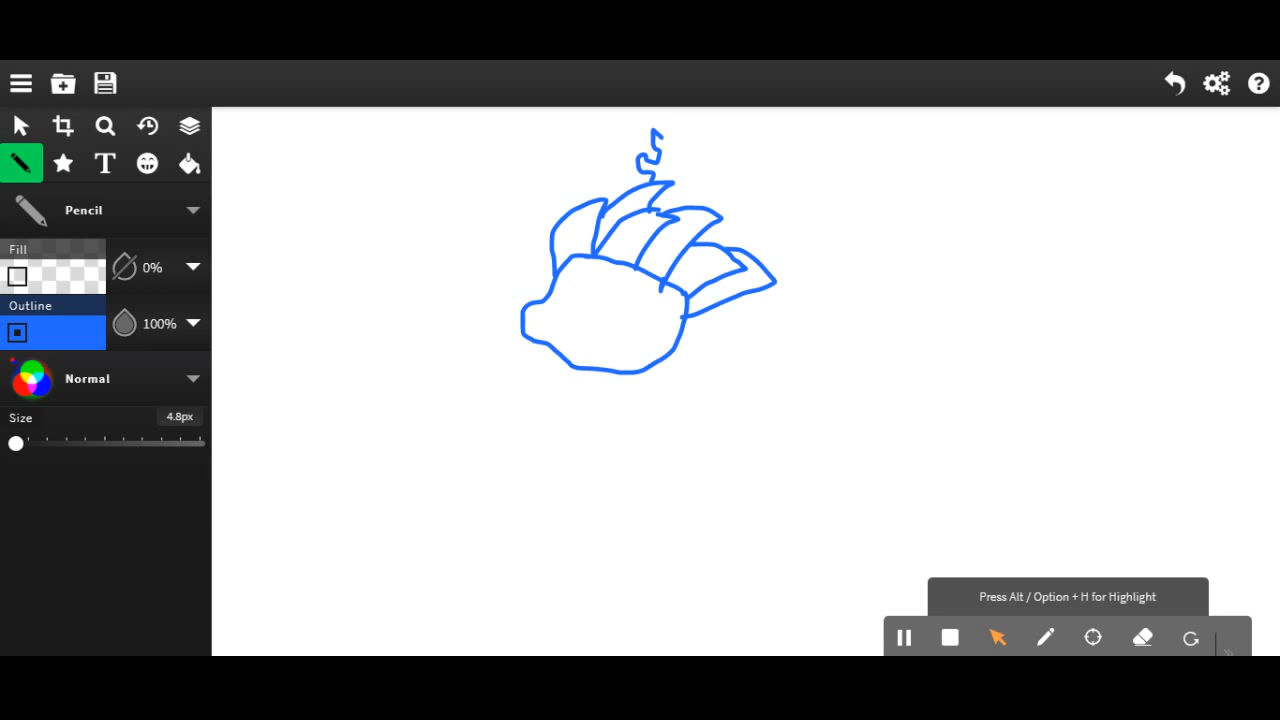 T
Pencil
Fill
0%
Outline
100%
Normal
Size
4.8px
Press Alt / Option + H for Highlight